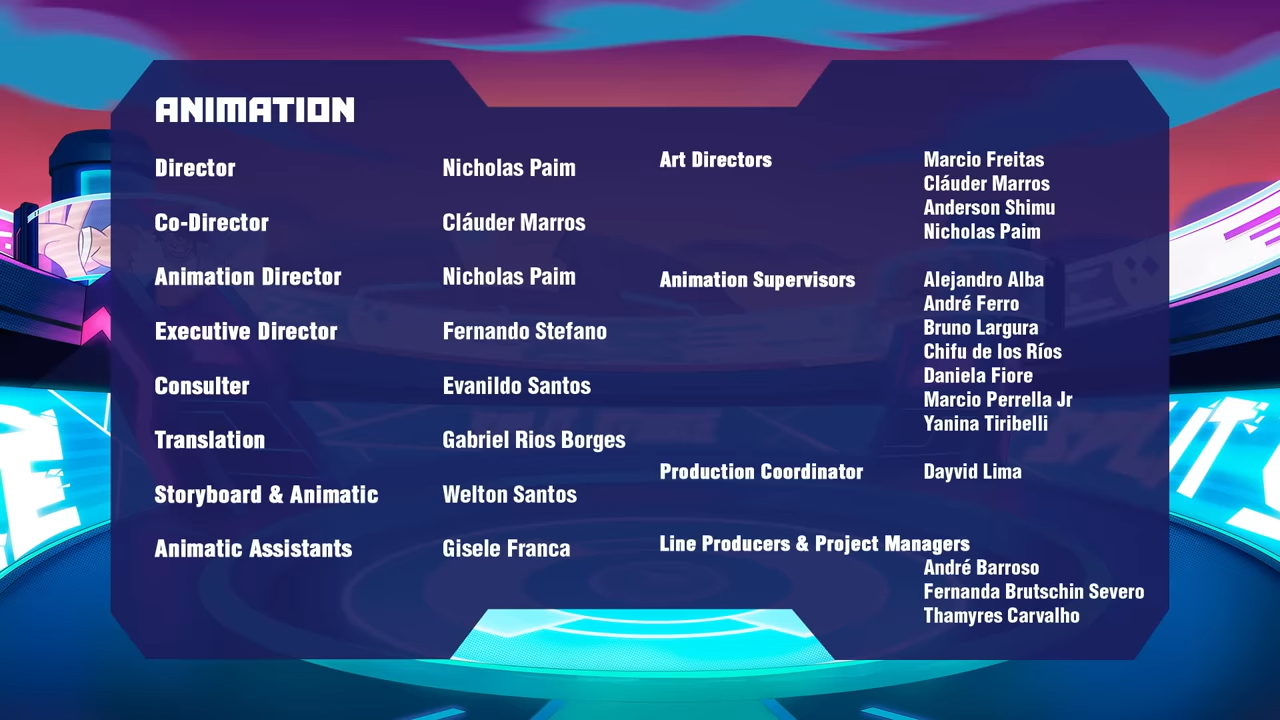 ANIMATION
Director Nicholas Paim
Co-Director Cláuder Marros
Animation Director Nicholas Paim
Executive Director Fernando Stefano
Consulter Evanildo Santos
Translation Gabriel Rios Borges
Storyboard & Animatic Welton Santos
Animatic Assistants Gisele Franca
Art Directors Marcio Freitas
Cláuder Marros
Anderson Shimu
Nicholas Paim
Animation Supervisors Alejandro Alba
André Ferro
Bruno Largura
Chifu de los Ríos
Daniela Fiore
Marcio Perrella Jr
Yanina Tiribelli
Production Coordinator Dayvid Lima
Line Producers & Project Managers
André Barroso
Fernanda Brutschin Severo
Thamyres Carvalho